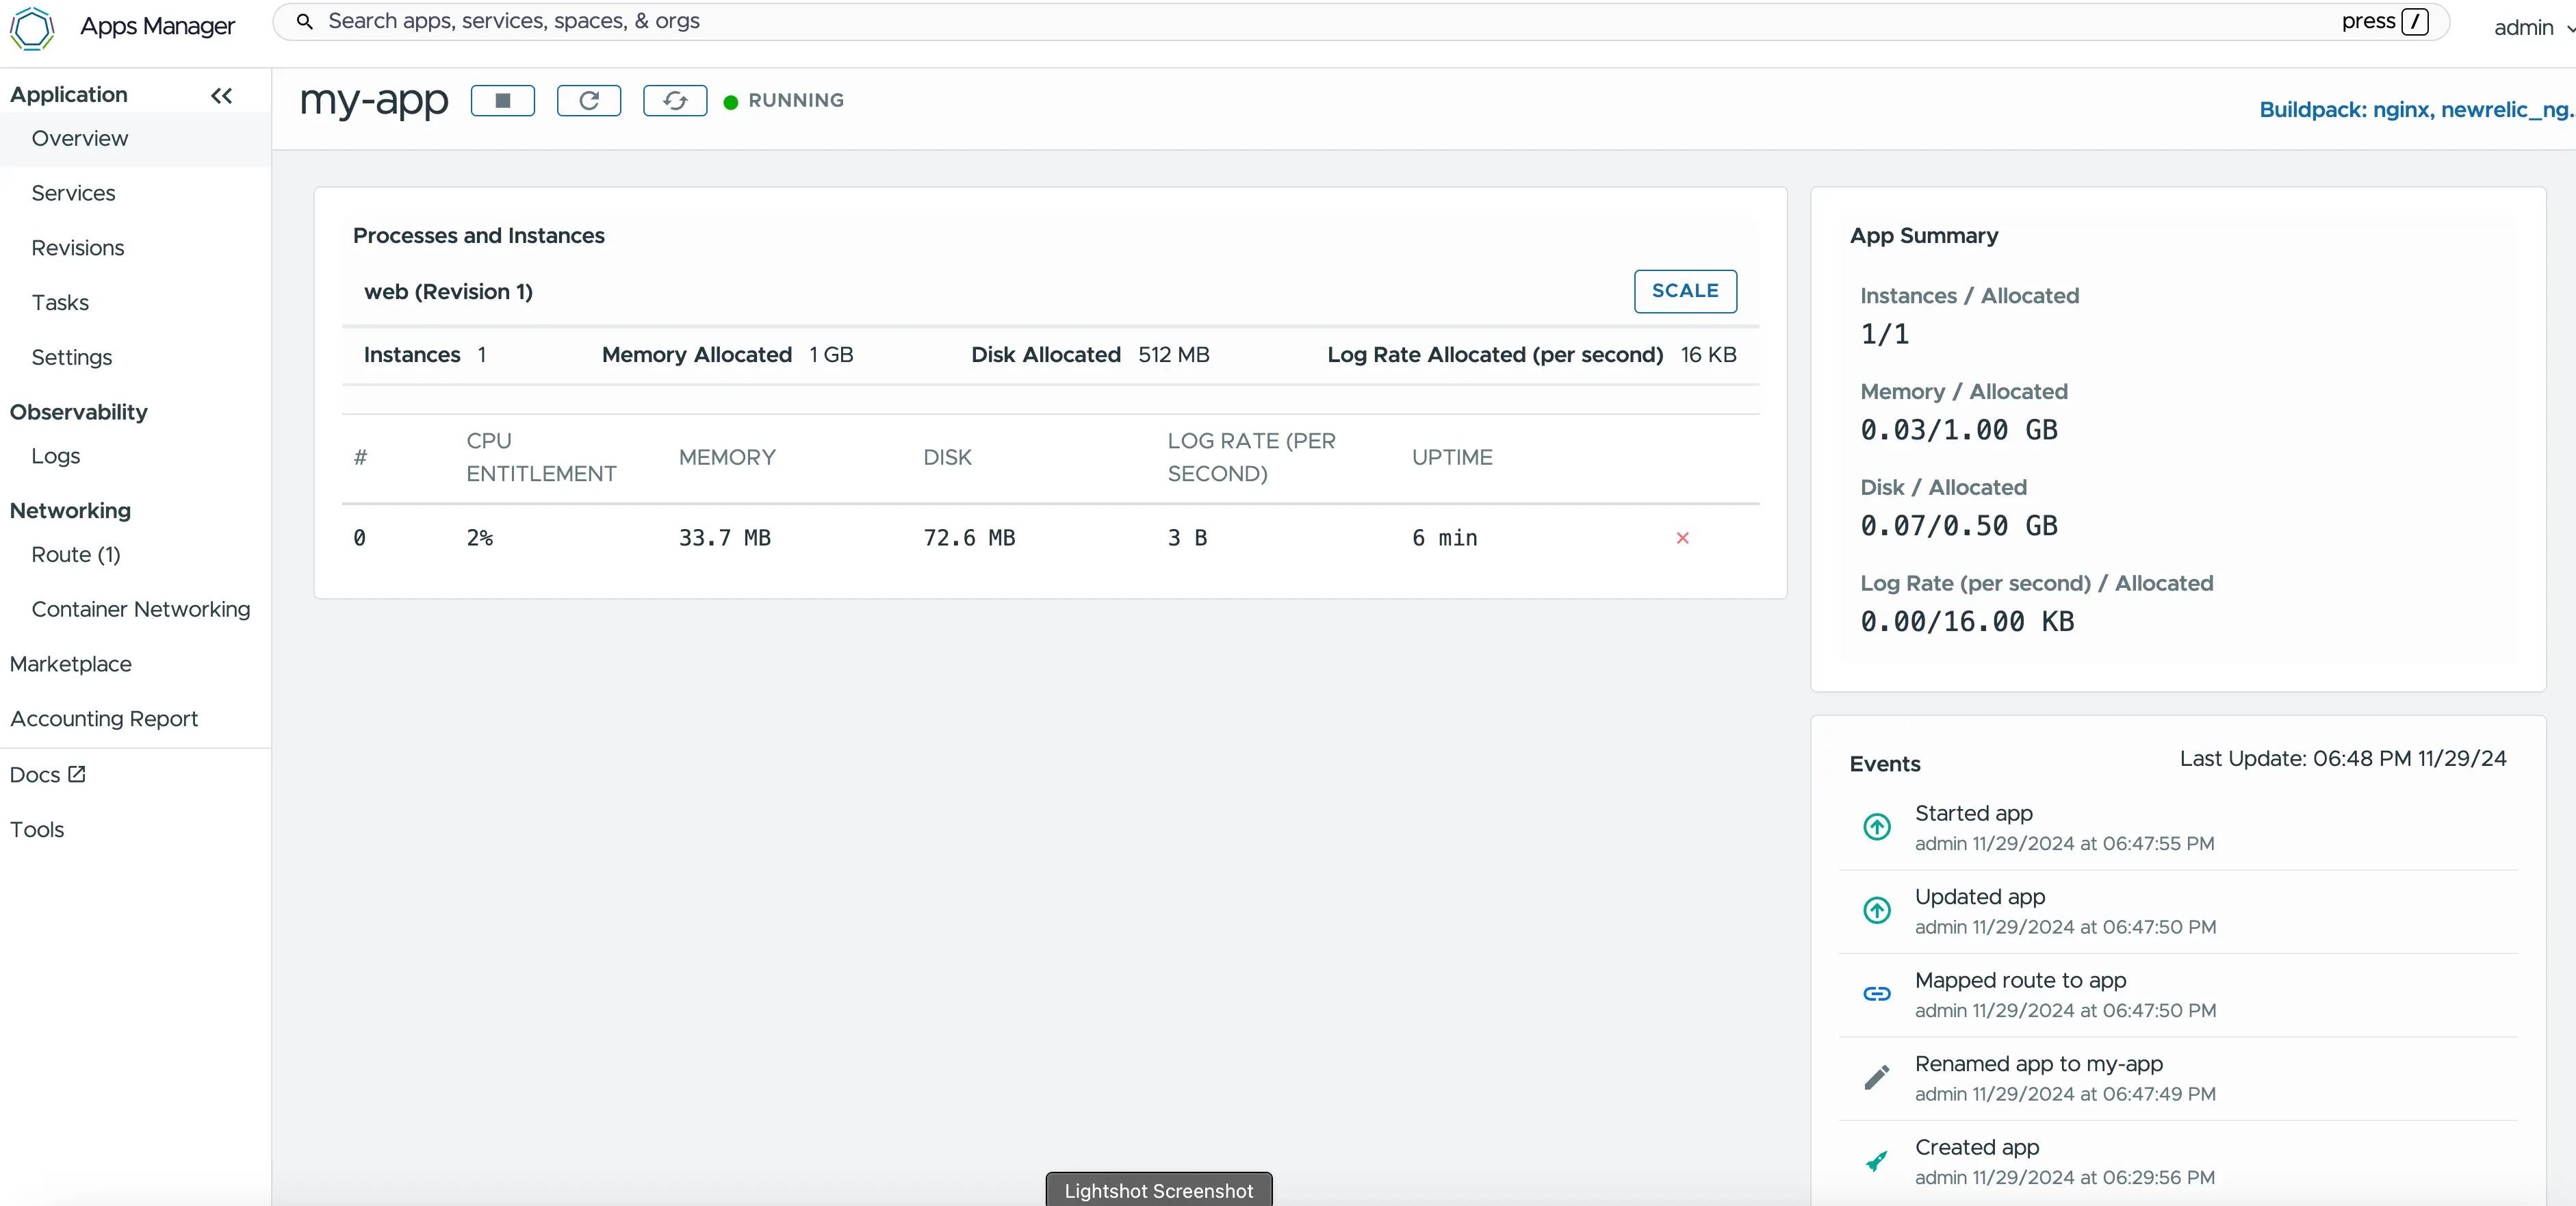 Apps Manager
Search apps, services, spaces, & orgs
press /
admin
Application
Overview
Services
Revisions
Tasks
Settings
Observability
Logs
Networking
Route (1)
Container Networking
Marketplace
Accounting Report
Docs
Tools
my-app
RUNNING
Buildpack: nginx, newrelic_ng.
Processes and Instances
web (Revision 1)
SCALE
Instances 1 Memory Allocated 1 GB Disk Allocated 512 MB Log Rate Allocated (per second) 16 KB
# CPU ENTITLEMENT MEMORY DISK LOG RATE (PER SECOND) UPTIME
0 2% 33.7 MB 72.6 MB 3 B 6 min
App Summary
Instances / Allocated
1/1
Memory / Allocated
0.03/1.00 GB
Disk / Allocated
0.07/0.50 GB
Log Rate (per second) / Allocated
0.00/16.00 KB
Events
Last Update: 06:48 PM 11/29/24
Started app
admin 11/29/2024 at 06:47:55 PM
Updated app
admin 11/29/2024 at 06:47:50 PM
Mapped route to app
admin 11/29/2024 at 06:47:50 PM
Renamed app to my-app
admin 11/29/2024 at 06:47:49 PM
Created app
admin 11/29/2024 at 06:29:56 PM
Lightshot Screenshot